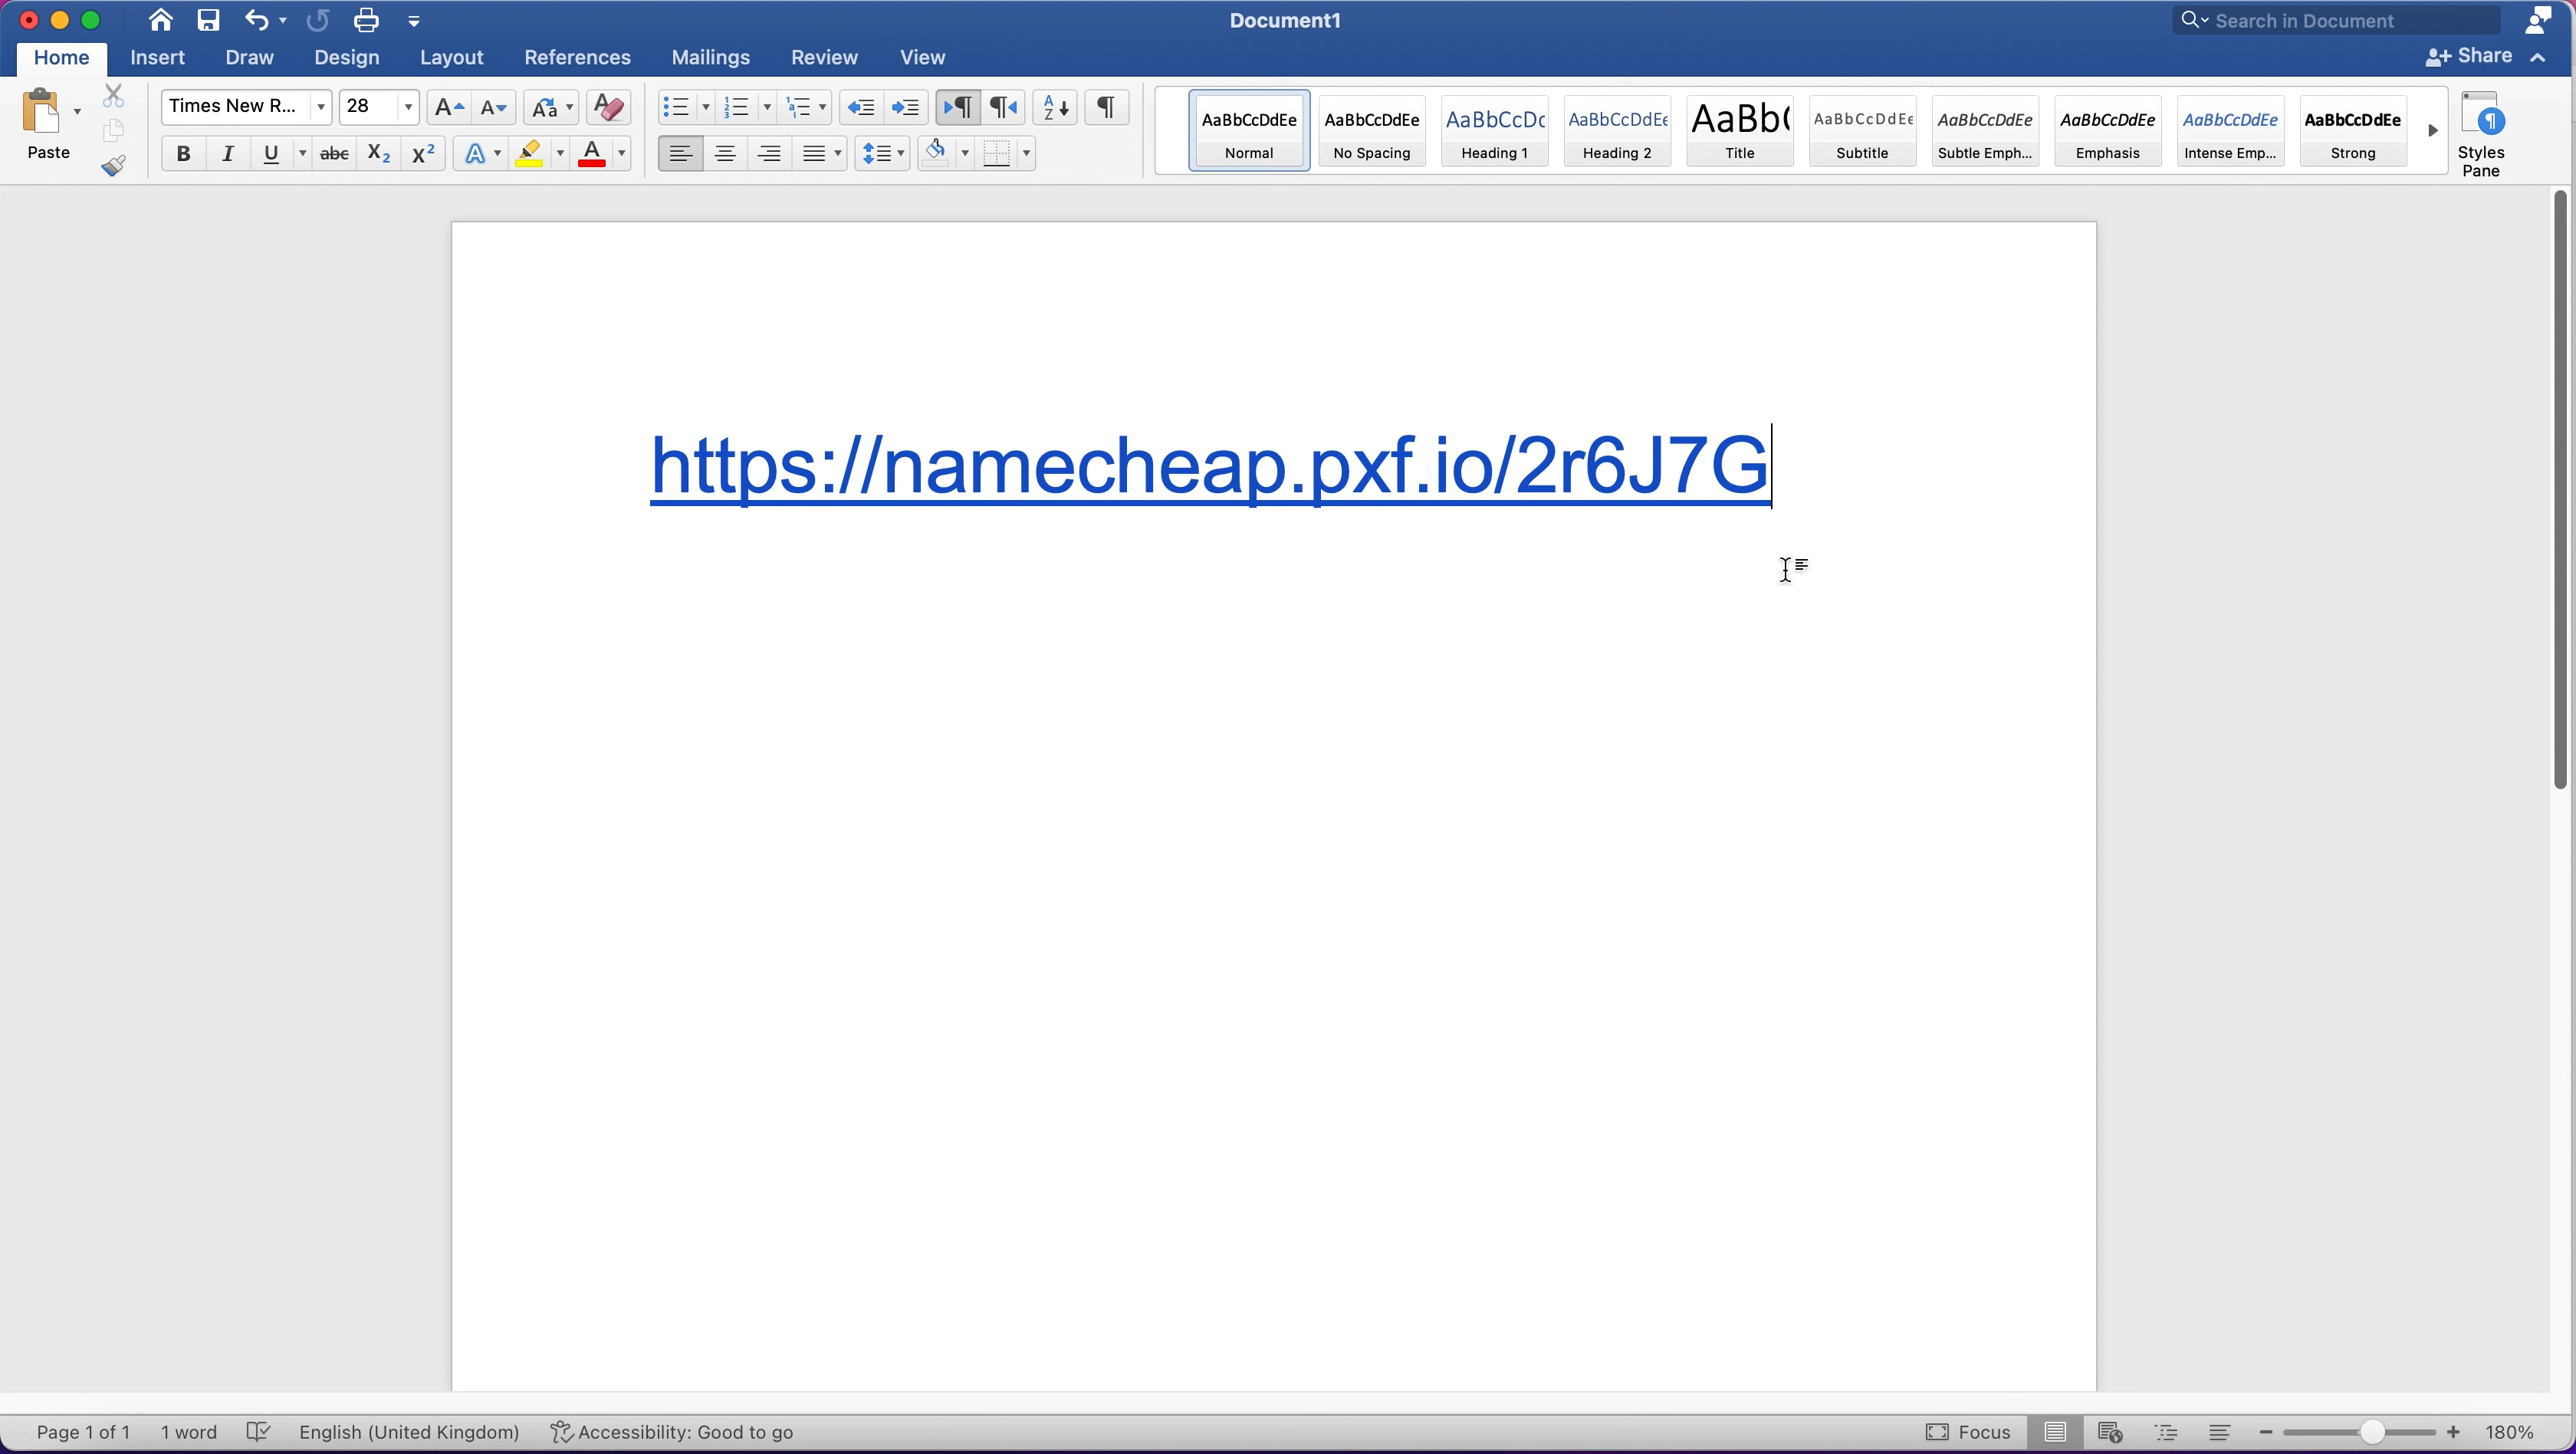 Document1
Search in Document
Home Insert Draw Design Layout References Mailings Review View
Share
Paste
Times New R... 28
AaBbCcDdEe AaBbCcDdEe AaBbCcDc AaBbCcDdEe AaBb( AaBbCcDdEe AaBbCcDdEe AaBbCcDdEe AaBbCcDdEe AaBbCcDdEe
Normal No Spacing Heading 1 Heading 2 Title Subtitle Subtle Emph... Emphasis Intense Emp... Strong
Styles
Pane
https://namecheap.pxf.io/2r6J7G
Page 1 of 1 1 word English (United Kingdom) Accessibility: Good to go Focus 180%